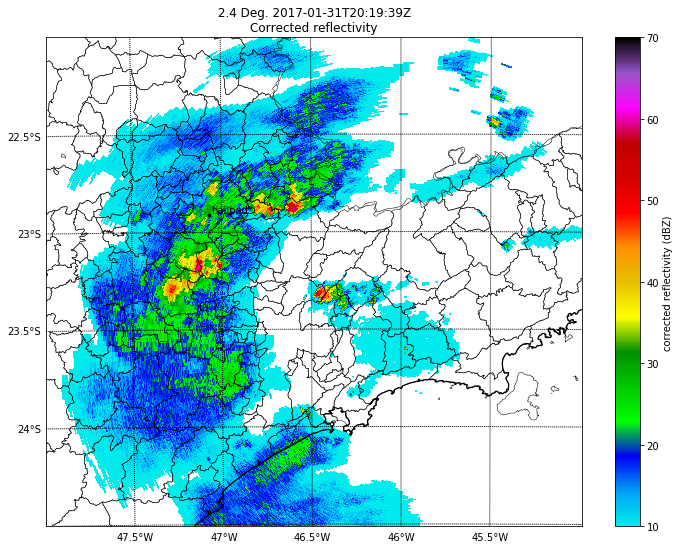 2.4 Deg. 2017-01-31T20:19:39Z
Corrected reflectivity
22.5°S
23°S
23.5°S
24°S
47.5°W
47°W
46.5°W
46°W
45.5°W
70
60
50
40
30
20
10
corrected reflectivity (dBZ)